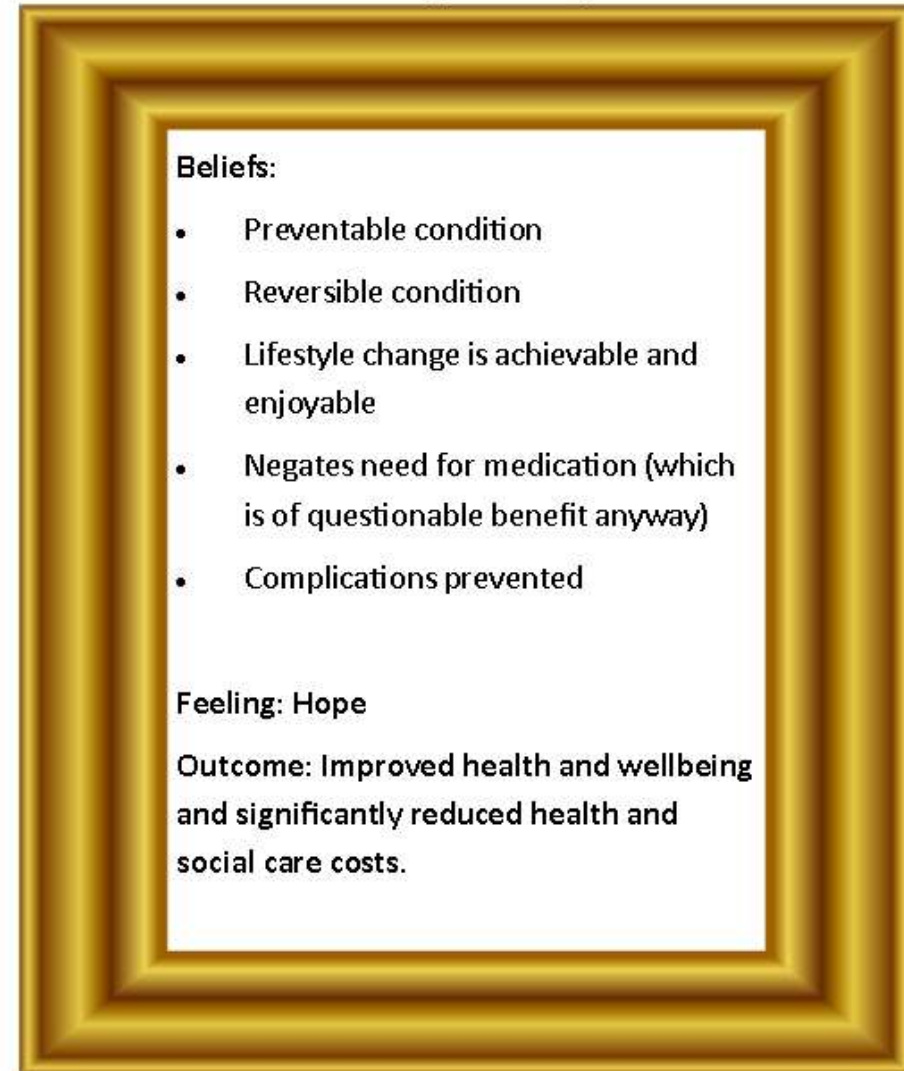 Beliefs:
• Preventable condition
• Reversible condition
• Lifestyle change is achievable and
enjoyable
• Negates need for medication (which
is of questionable benefit anyway)
• Complications prevented
Feeling: Hope
Outcome: Improved health and wellbeing
and significantly reduced health and
social care costs.